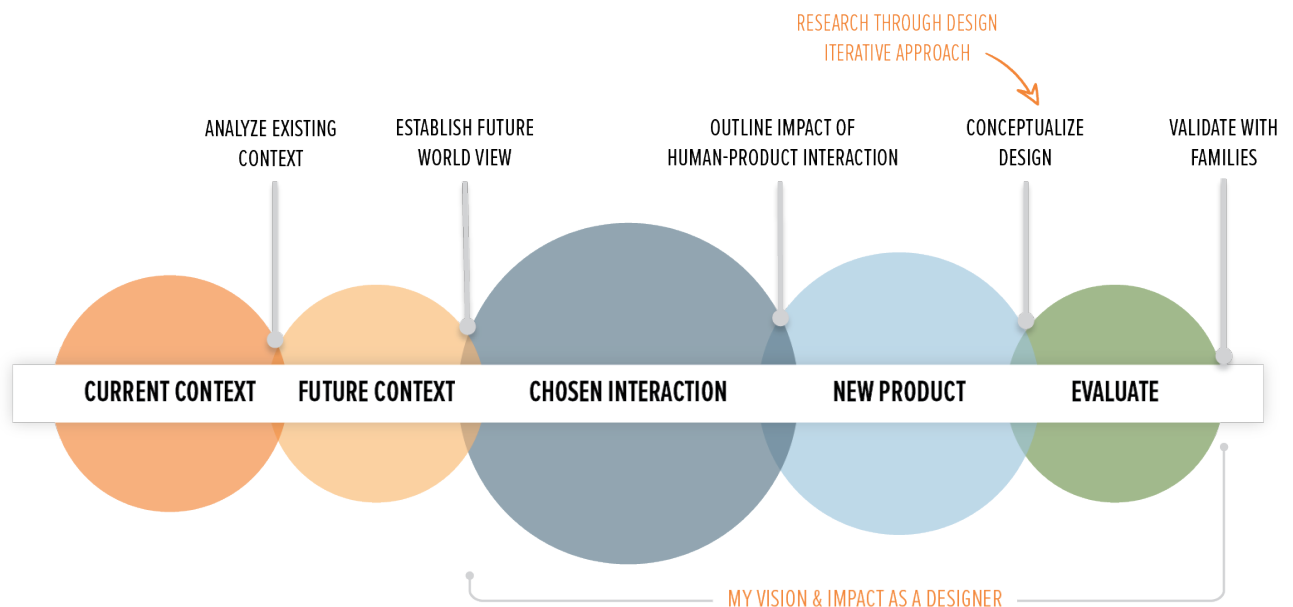 RESEARCH THROUGH DESIGN
ITERATIVE APPROACH
ANALYZE EXISTING
CONTEXT
ESTABLISH FUTURE
WORLD VIEW
OUTLINE IMPACT OF
HUMAN-PRODUCT INTERACTION
CONCEPTUALIZE
DESIGN
VALIDATE WITH
FAMILIES
CURRENT CONTEXT
FUTURE CONTEXT
CHOSEN INTERACTION
NEW PRODUCT
EVALUATE
MY VISION & IMPACT AS A DESIGNER